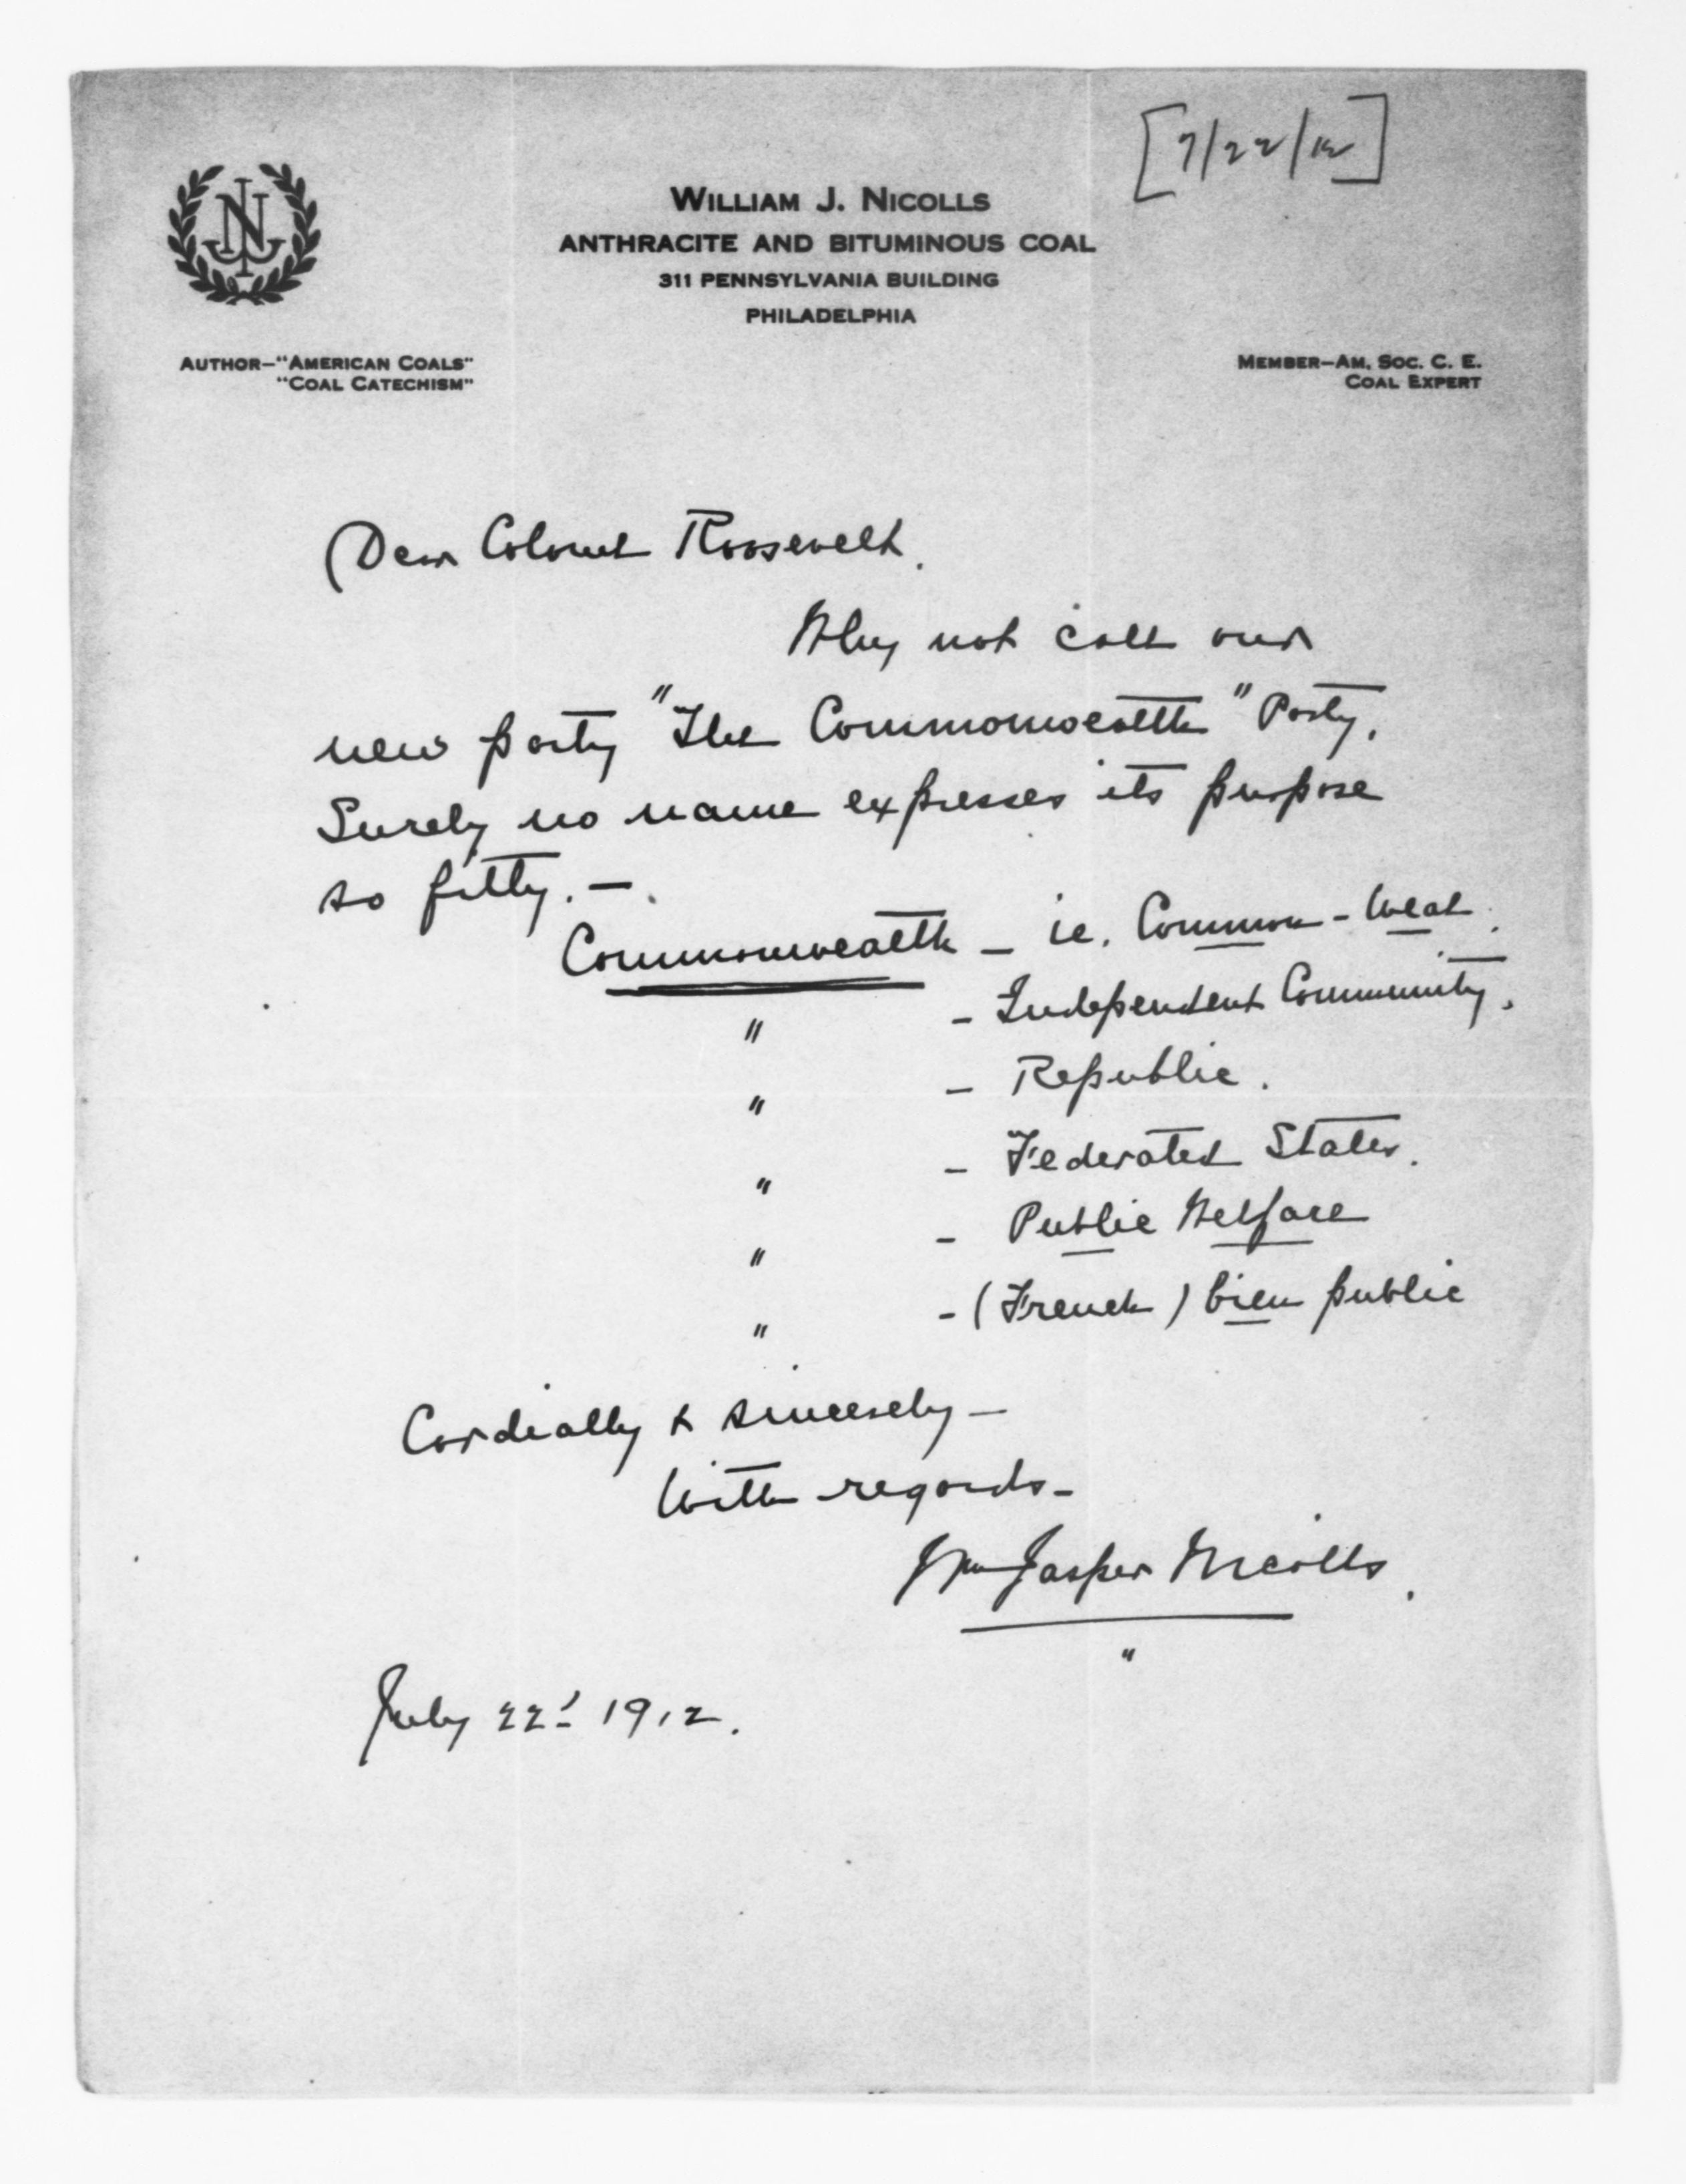 [7/22/12]
WJN
WILLIAM J. NICOLLS
ANTHRACITE AND BITUMINOUS COAL
311 PENNSYLVANIA BUILDING
PHILADELPHIA
AUTHOR–"AMERICAN COALS"
"COAL CATECHISM"
MEMBER–AM. SOC. C. E.
COAL EXPERT
Dear Colonel Roosevelt.
Why not call our
new party "The Commonwealth" Party.
Surely no name expresses its purpose
so fitly. –.
Commonwealth – ie. Common-Weal.
" – Independent Community.
" – Republic.
" – Federated States.
" – Public Welfare
" – (French) bien public
Cordially & sincerely –
With regards –
Wm Jasper Nicolls.
"
July 22' 1912.